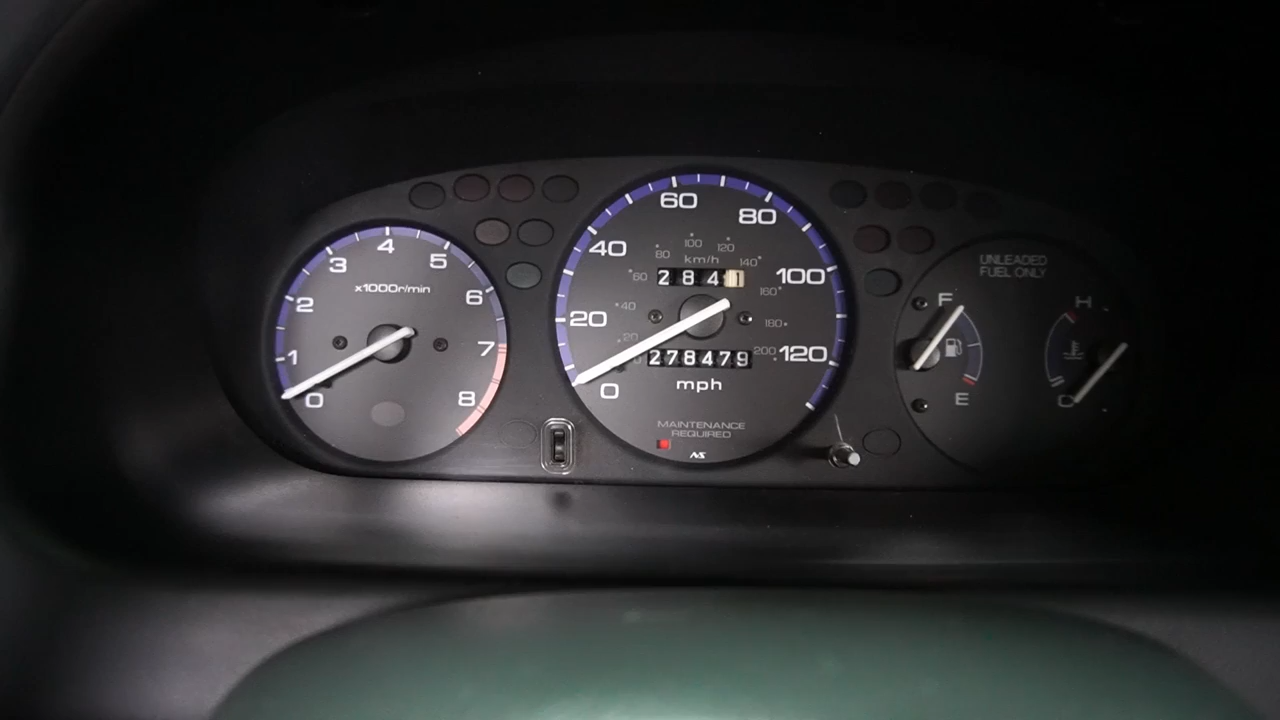 0 1 2 3 4 5 6 7 8
x1000r/min
0 20 40 60 80 100 120
20 40 60 80 100 120 140 160 180 200
km/h
284
278479
mph
MAINTENANCE
REQUIRED
NS
UNLEADED
FUEL ONLY
F
E
H
C